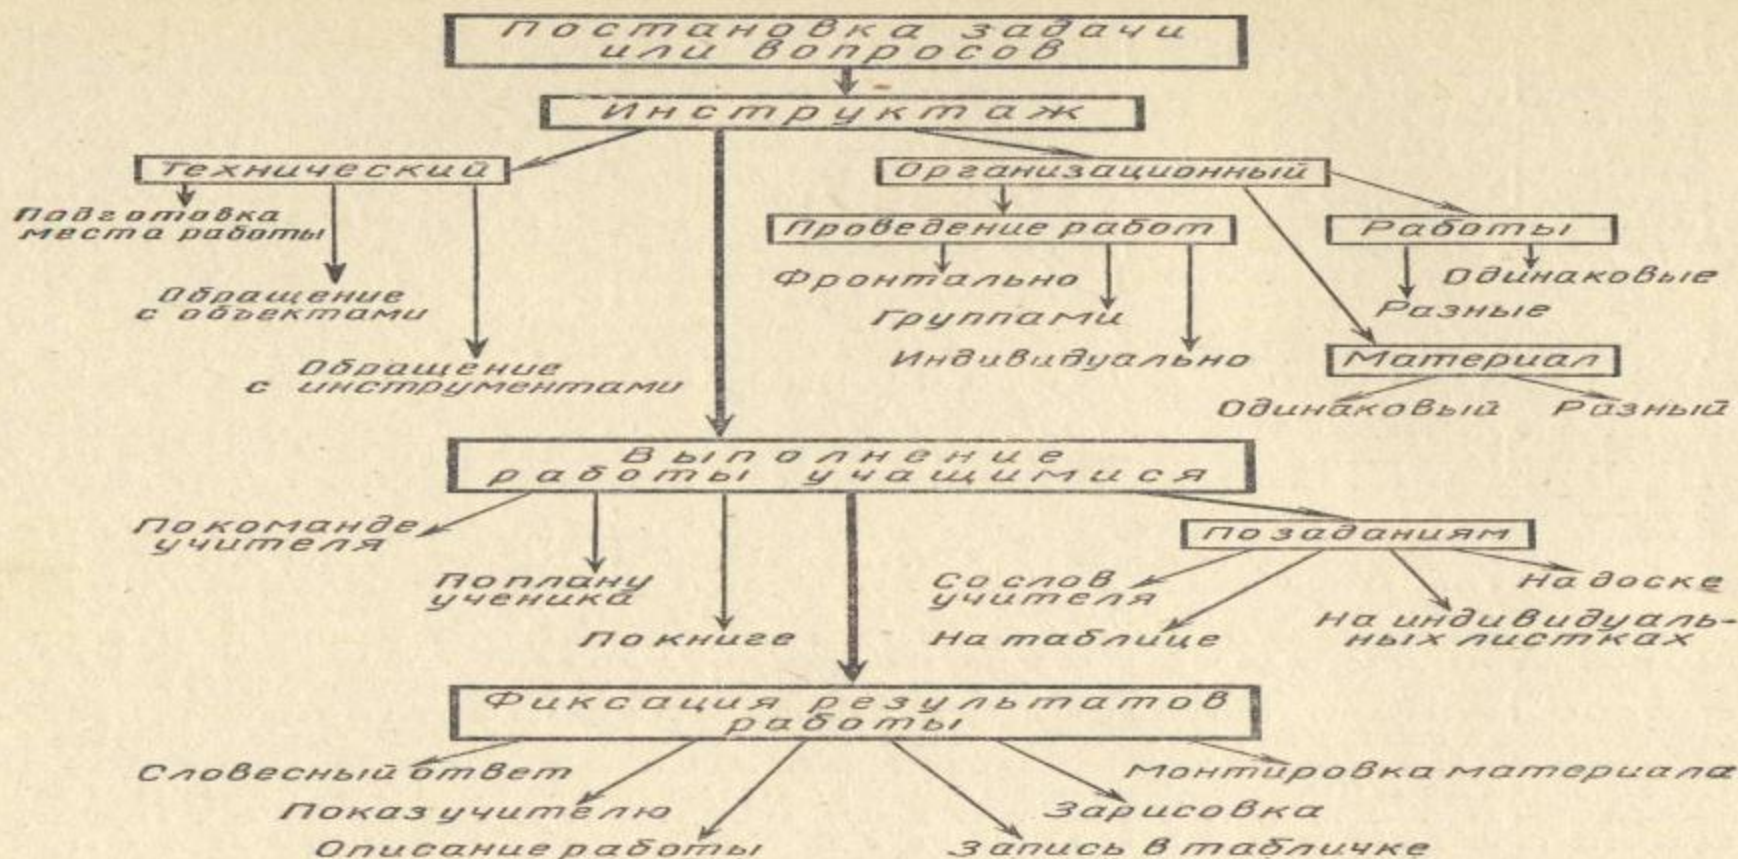 Постановка задачи
или вопросов
Инструктаж
Технический
Организационный
Подготовка
места работы
Проведение работ
Работы
Обращение
с объектами
Фронтально
Одинаковые
Группами
Разные
Обращение
с инструментами
Индивидуально
Материал
Одинаковый
Разный
Выполнение
работы учащимися
По команде
учителя
По заданиям
По плану
ученика
Со слов
учителя
На доске
По книге
На таблице
На индивидуаль-
ных листках
Фиксация результатов
работы
Словесный ответ
Монтировка материала
Показ учителю
Зарисовка
Описание работы
Запись в табличке